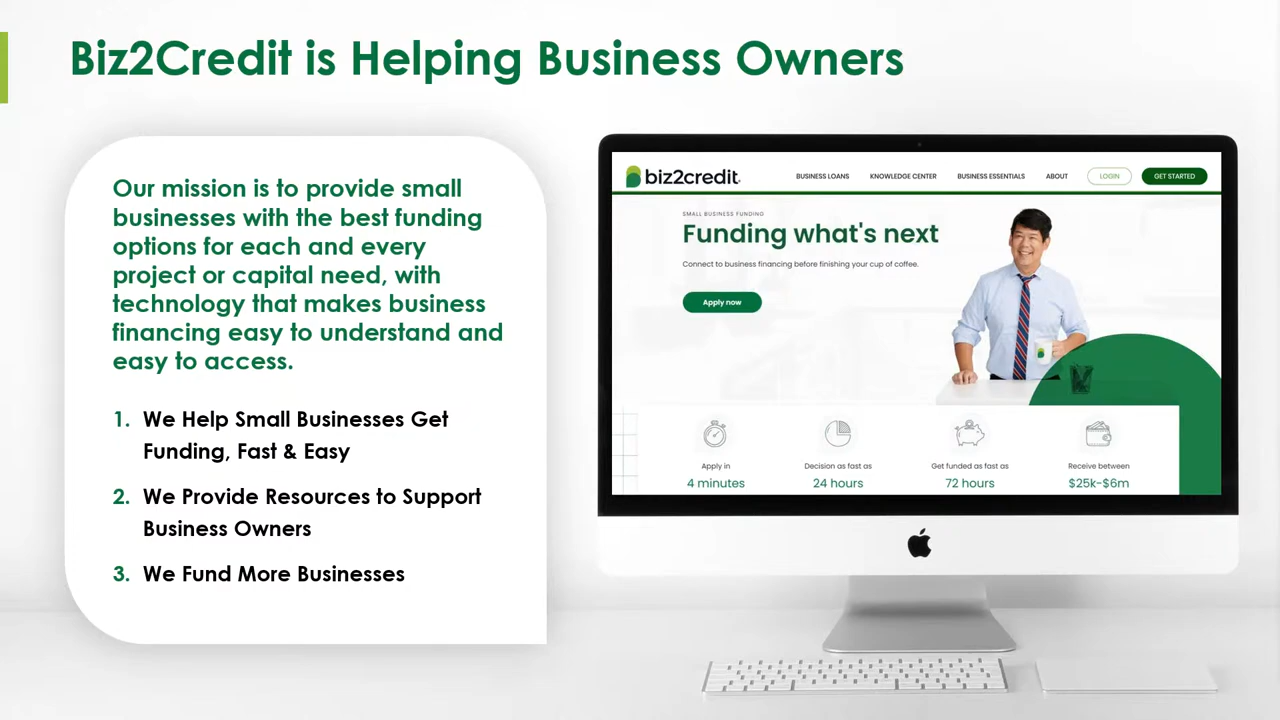 Biz2Credit is Helping Business Owners
Our mission is to provide small
businesses with the best funding
options for each and every
project or capital need, with
technology that makes business
financing easy to understand and
easy to access.
1. We Help Small Businesses Get
Funding, Fast & Easy
2. We Provide Resources to Support
Business Owners
3. We Fund More Businesses
biz2credit.
BUSINESS LOANS KNOWLEDGE CENTER BUSINESS ESSENTIALS ABOUT LOGIN GET STARTED
SMALL BUSINESS FUNDING
Funding what's next
Connect to business financing before finishing your cup of coffee.
Apply now
Apply in Decision as fast as Get funded as fast as Receive between
4 minutes 24 hours 72 hours $25k-$6m